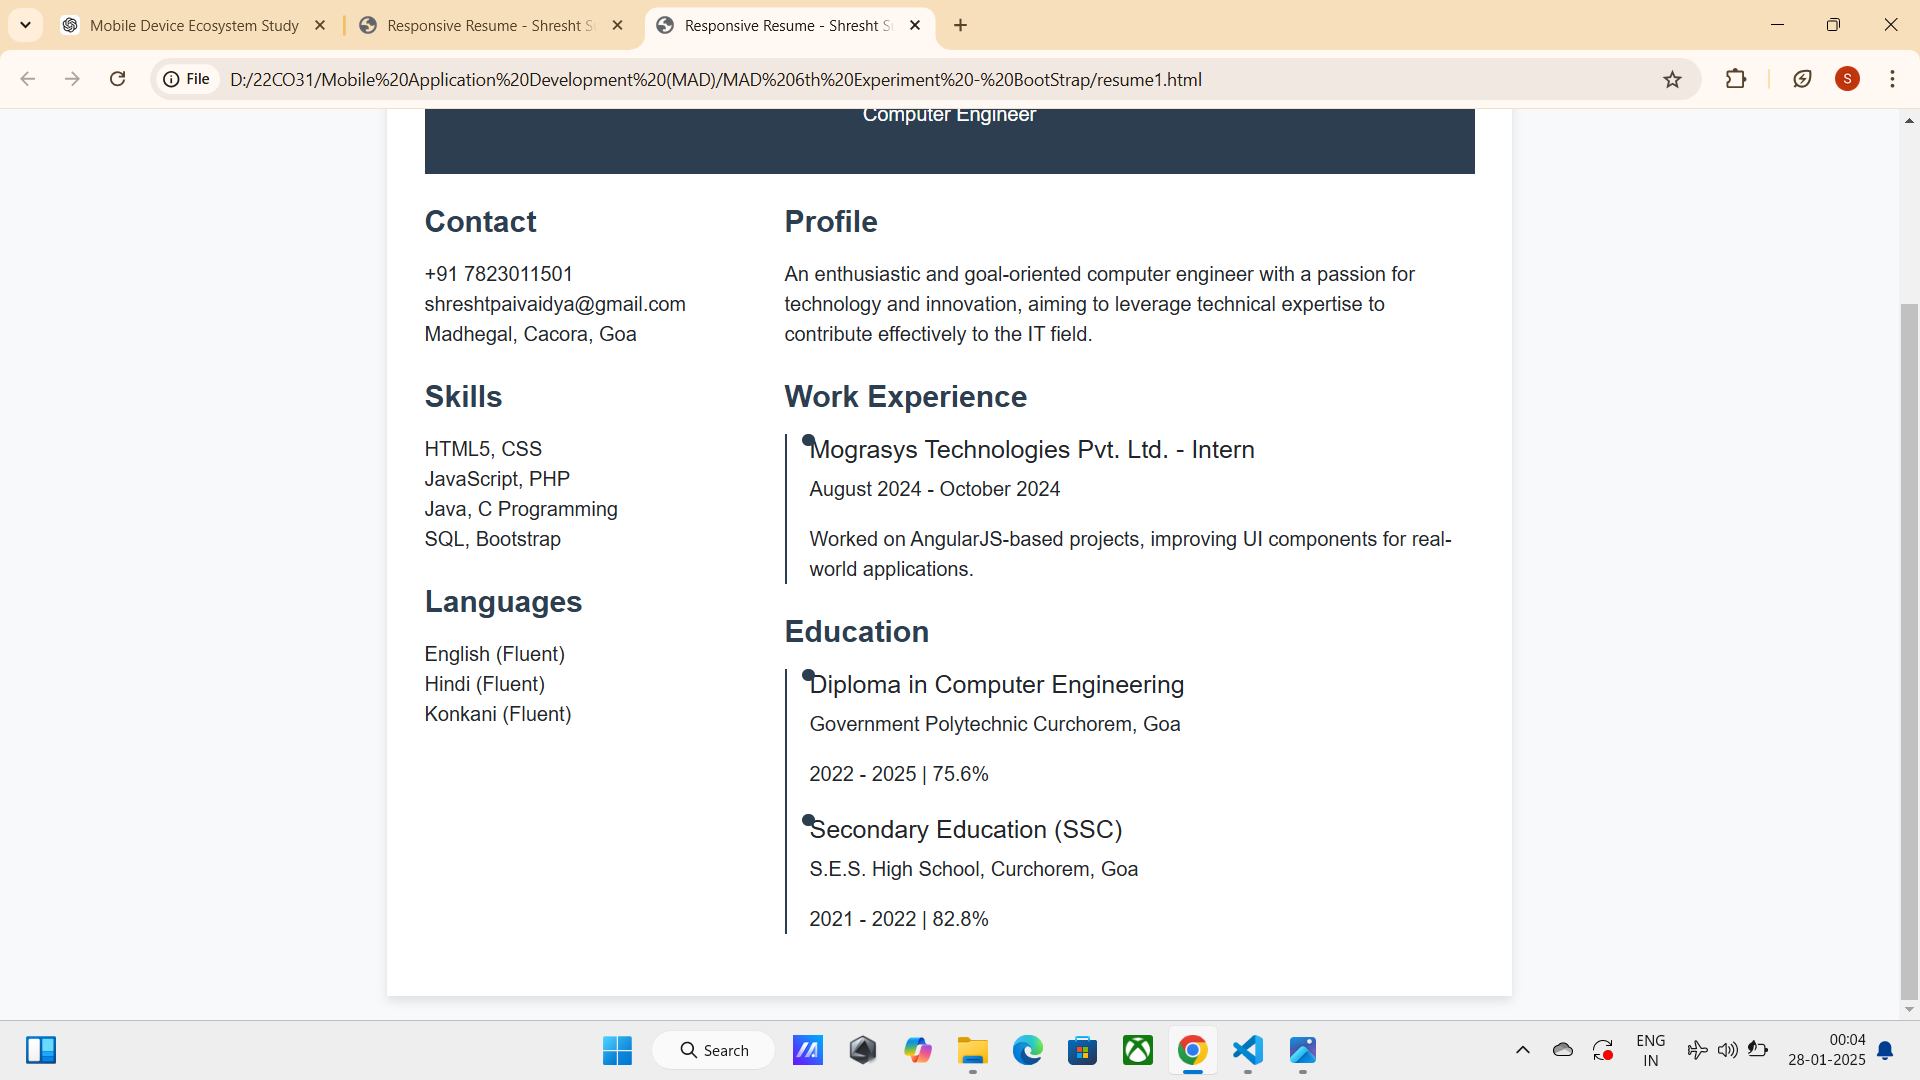 Mobile Device Ecosystem Study
Responsive Resume - Shresht S
Responsive Resume - Shresht S
File
D:/22CO31/Mobile%20Application%20Development%20(MAD)/MAD%206th%20Experiment%20-%20BootStrap/resume1.html
S
Computer Engineer
Contact
+91 7823011501
shreshtpaivaidya@gmail.com
Madhegal, Cacora, Goa
Skills
HTML5, CSS
JavaScript, PHP
Java, C Programming
SQL, Bootstrap
Languages
English (Fluent)
Hindi (Fluent)
Konkani (Fluent)
Profile
An enthusiastic and goal-oriented computer engineer with a passion for
technology and innovation, aiming to leverage technical expertise to
contribute effectively to the IT field.
Work Experience
Mograsys Technologies Pvt. Ltd. - Intern
August 2024 - October 2024
Worked on AngularJS-based projects, improving UI components for real-
world applications.
Education
Diploma in Computer Engineering
Government Polytechnic Curchorem, Goa
2022 - 2025 | 75.6%
Secondary Education (SSC)
S.E.S. High School, Curchorem, Goa
2021 - 2022 | 82.8%
Search
ENG
IN
00:04
28-01-2025